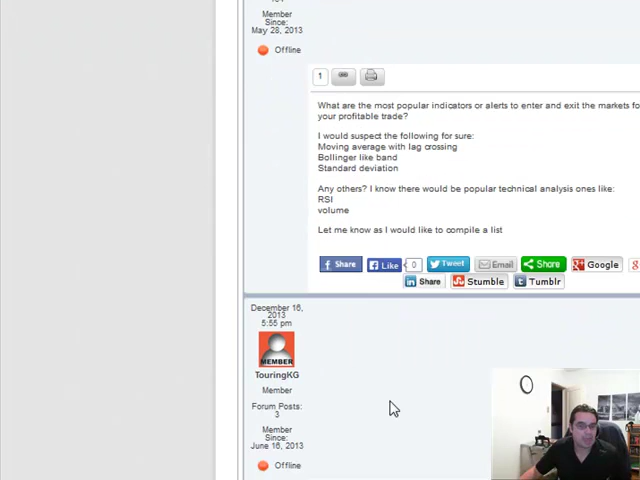 Member
Since:
May 28, 2013
Offline
1
What are the most popular indicators or alerts to enter and exit the markets
your profitable trade?
I would suspect the following for sure:
Moving average with lag crossing
Bollinger like band
Standard deviation
Any others? I know there would be popular technical analysis ones like:
RSI
volume
Let me know as I would like to compile a list
Share Like 0 Tweet Email Share Google
Share Stumble Tumblr
December 16,
2013
5:55 pm
MEMBER
TouringKG
Member
Forum Posts:
3
Member
Since:
June 16, 2013
Offline